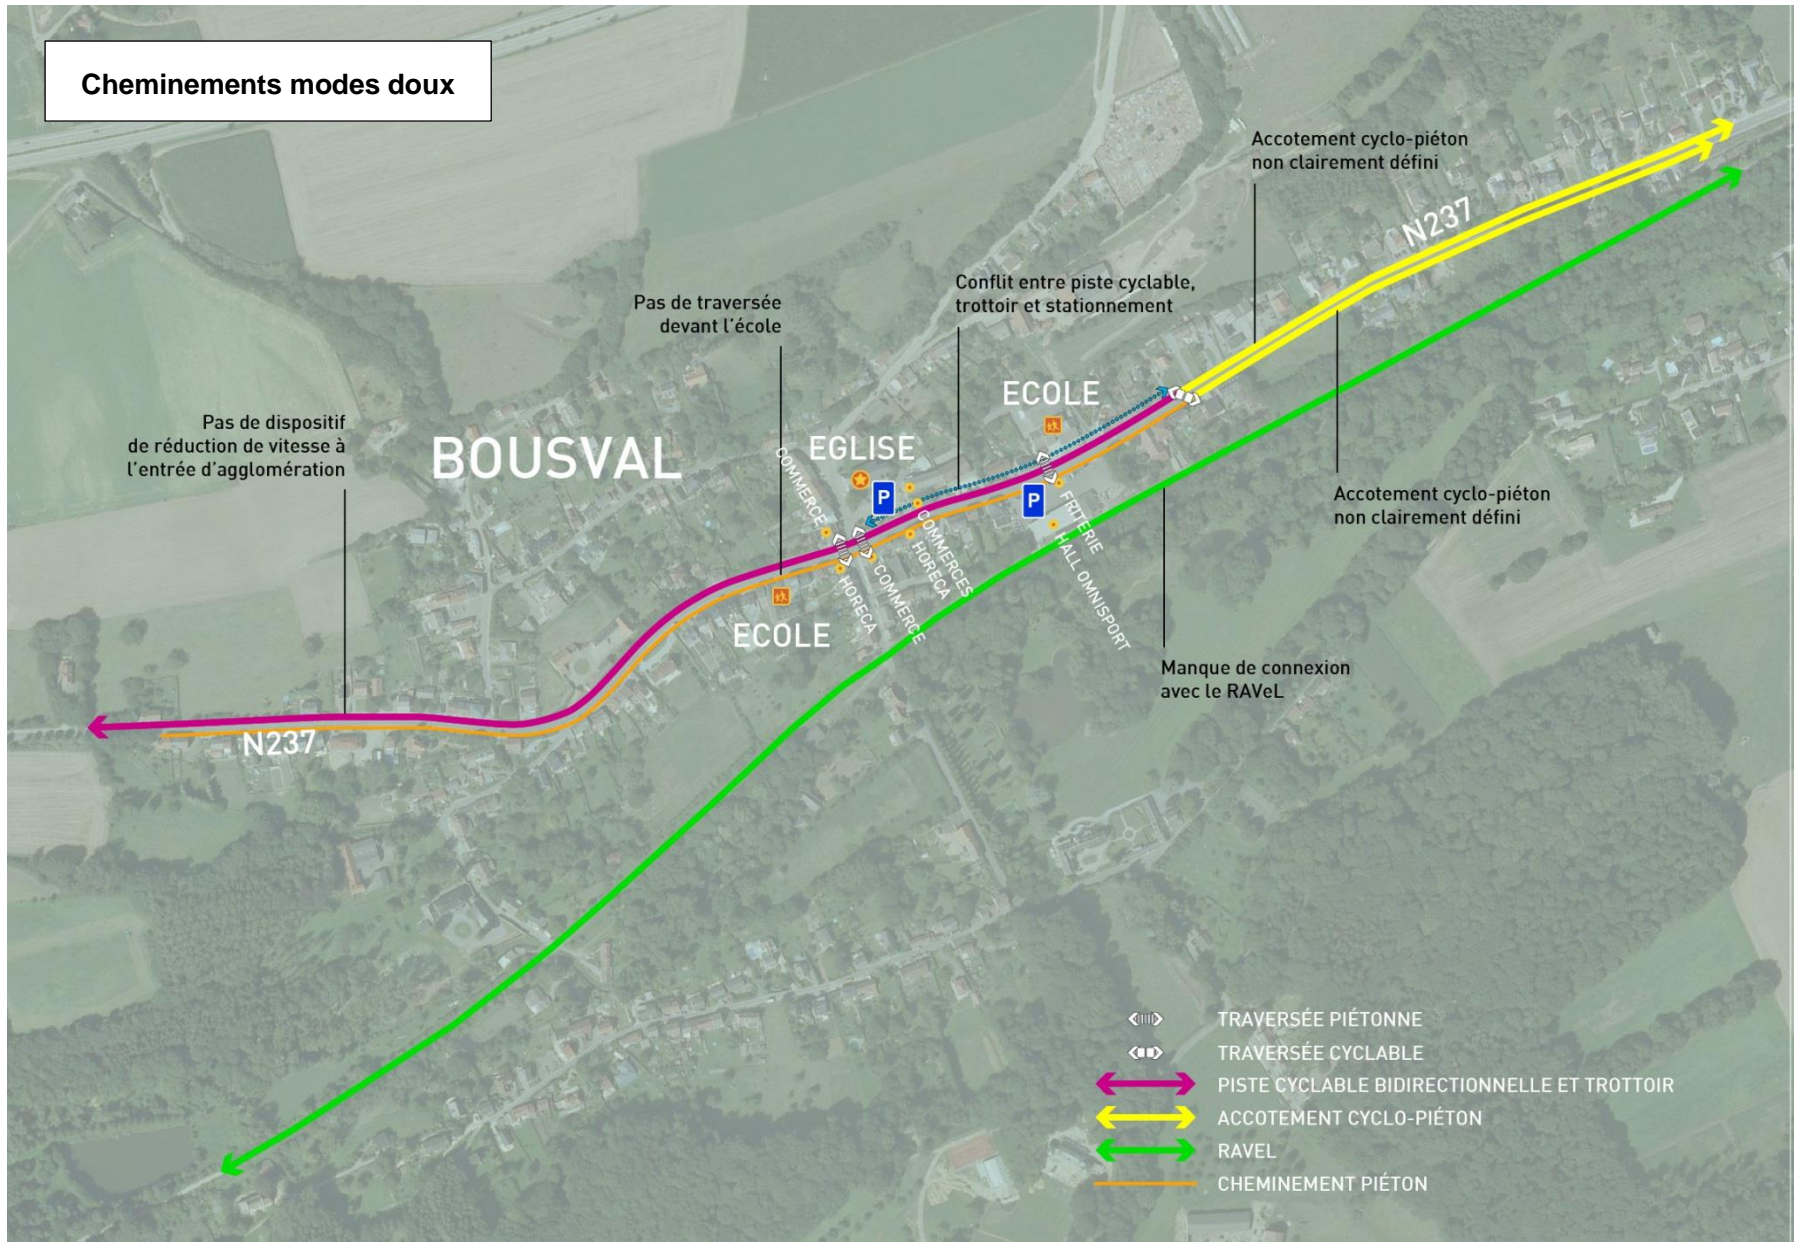 Cheminements modes doux
Accotement cyclo-piéton
non clairement défini
N237
Conflit entre piste cyclable,
trottoir et stationnement
Pas de traversée
devant l'école
ECOLE
Pas de dispositif
de réduction de vitesse à
l'entrée d'agglomération
BOUSVAL
EGLISE
COMMERCE
P
P
Accotement cyclo-piéton
non clairement défini
FRITERIE
HALL OMNISPORT
COMMERCES
HORECA
COMMERCE
HORECA
ECOLE
Manque de connexion
avec le RAVeL
N237
TRAVERSÉE PIÉTONNE
TRAVERSÉE CYCLABLE
PISTE CYCLABLE BIDIRECTIONNELLE ET TROTTOIR
ACCOTEMENT CYCLO-PIÉTON
RAVEL
CHEMINEMENT PIÉTON